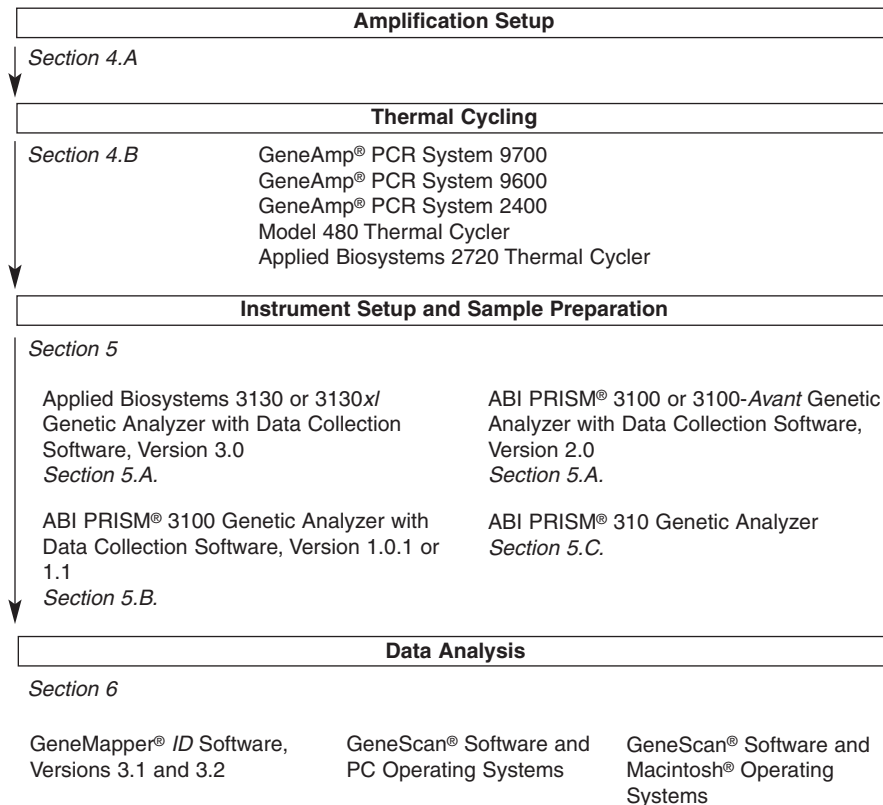 Amplification Setup
Section 4.A
Thermal Cycling
Section 4.B
GeneAmp® PCR System 9700
GeneAmp® PCR System 9600
GeneAmp® PCR System 2400
Model 480 Thermal Cycler
Applied Biosystems 2720 Thermal Cycler
Instrument Setup and Sample Preparation
Section 5
Applied Biosystems 3130 or 3130xl
Genetic Analyzer with Data Collection
Software, Version 3.0
Section 5.A.
ABI PRISM® 3100 or 3100-Avant Genetic
Analyzer with Data Collection Software,
Version 2.0
Section 5.A.
ABI PRISM® 3100 Genetic Analyzer with
Data Collection Software, Version 1.0.1 or
1.1
Section 5.B.
ABI PRISM® 310 Genetic Analyzer
Section 5.C.
Data Analysis
Section 6
GeneMapper® ID Software,
Versions 3.1 and 3.2
GeneScan® Software and
PC Operating Systems
GeneScan® Software and
Macintosh® Operating
Systems